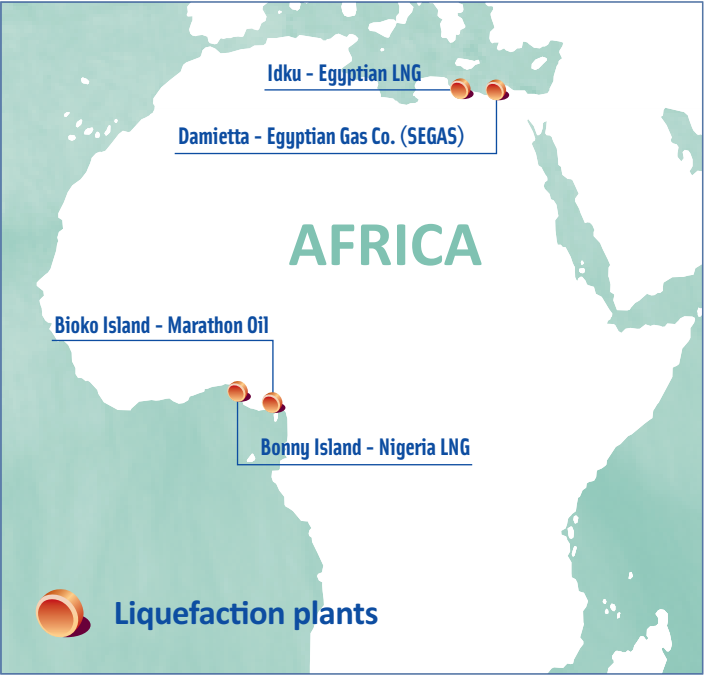 Idku - Egyptian LNG
Damietta - Egyptian Gas Co. (SEGAS)
AFRICA
Bioko Island - Marathon Oil
Bonny Island - Nigeria LNG
Liquefaction plants